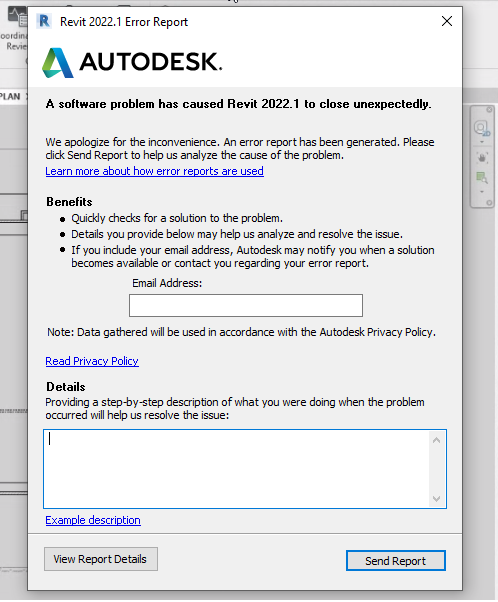 Revit 2022.1 Error Report
AUTODESK.
PLAN
A software problem has caused Revit 2022.1 to close unexpectedly.
We apologize for the inconvenience. An error report has been generated. Please
click Send Report to help us analyze the cause of the problem.
Learn more about how error reports are used
Benefits
• Quickly checks for a solution to the problem.
• Details you provide below may help us analyze and resolve the issue.
• If you include your email address, Autodesk may notify you when a solution
becomes available or contact you regarding your error report.
Email Address:
Note: Data gathered will be used in accordance with the Autodesk Privacy Policy.
Read Privacy Policy
Details
Providing a step-by-step description of what you were doing when the problem
occurred will help us resolve the issue:
Example description
View Report Details
Send Report